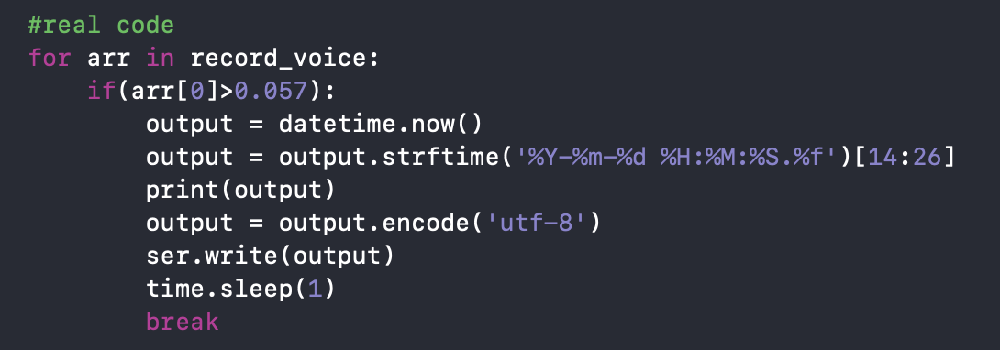 #real code
for arr in record_voice:
    if(arr[0]>0.057):
        output = datetime.now()
        output = output.strftime('%Y-%m-%d %H:%M:%S.%f')[14:26]
        print(output)
        output = output.encode('utf-8')
        ser.write(output)
        time.sleep(1)
        break